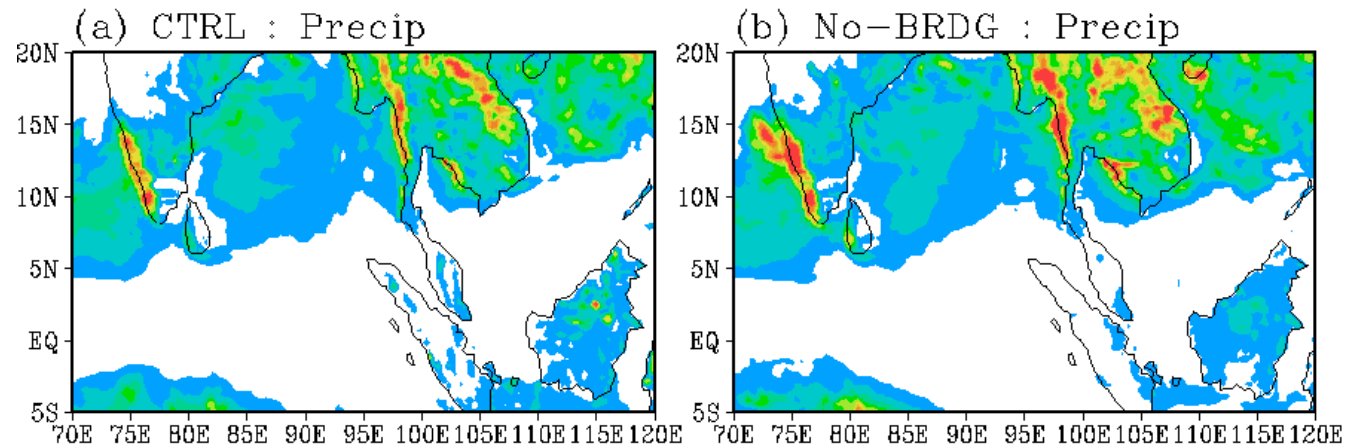 (a) CTRL : Precip
(b) No-BRDG : Precip
20N
15N
10N
5N
EQ
5S
70E 75E 80E 85E 90E 95E 100E 105E 110E 115E 120E
20N
15N
10N
5N
EQ
5S
70E 75E 80E 85E 90E 95E 100E 105E 110E 115E 120E